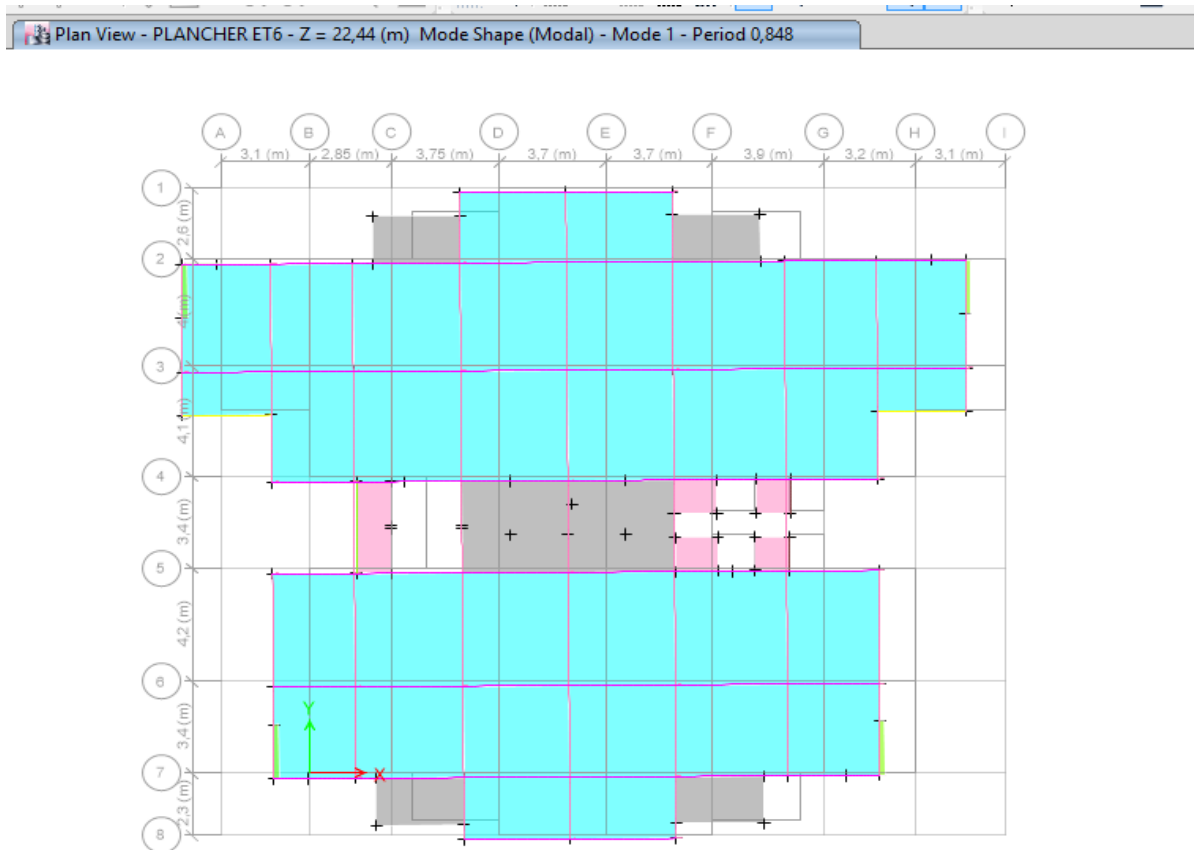 Plan View - PLANCHER ET6 - Z = 22,44 (m) Mode Shape (Modal) - Mode 1 - Period 0,848
A B C D E F G H I
3,1 (m) 2,85 (m) 3,75 (m) 3,7 (m) 3,7 (m) 3,9 (m) 3,2 (m) 3,1 (m)
1
2,6 (m)
2
4 (m)
3
4,1 (m)
4
3,4 (m)
5
4,2 (m)
6
3,4 (m)
Y
7
X
2,3 (m)
8